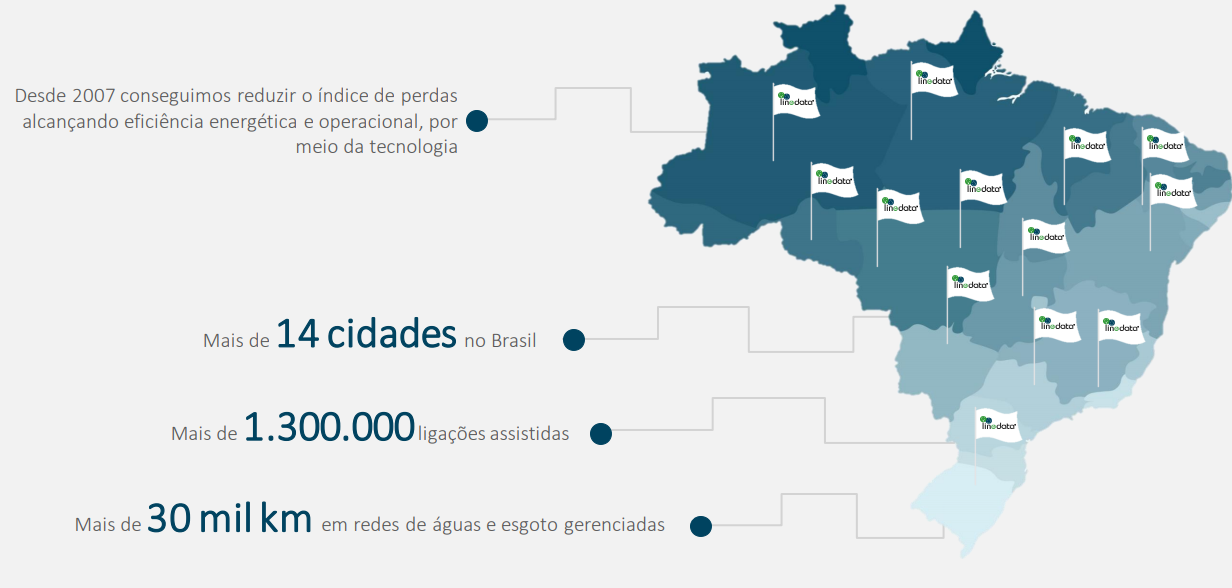 Desde 2007 conseguimos reduzir o índice de perdas
alcançando eficiência energética e operacional, por
meio da tecnologia
Mais de 14 cidades no Brasil
Mais de 1.300.000 ligações assistidas
Mais de 30 mil km em redes de águas e esgoto gerenciadas
linedata
linedata
linedata
linedata
linedata
linedata
linedata
linedata
linedata
linedata
linedata
linedata
linedata